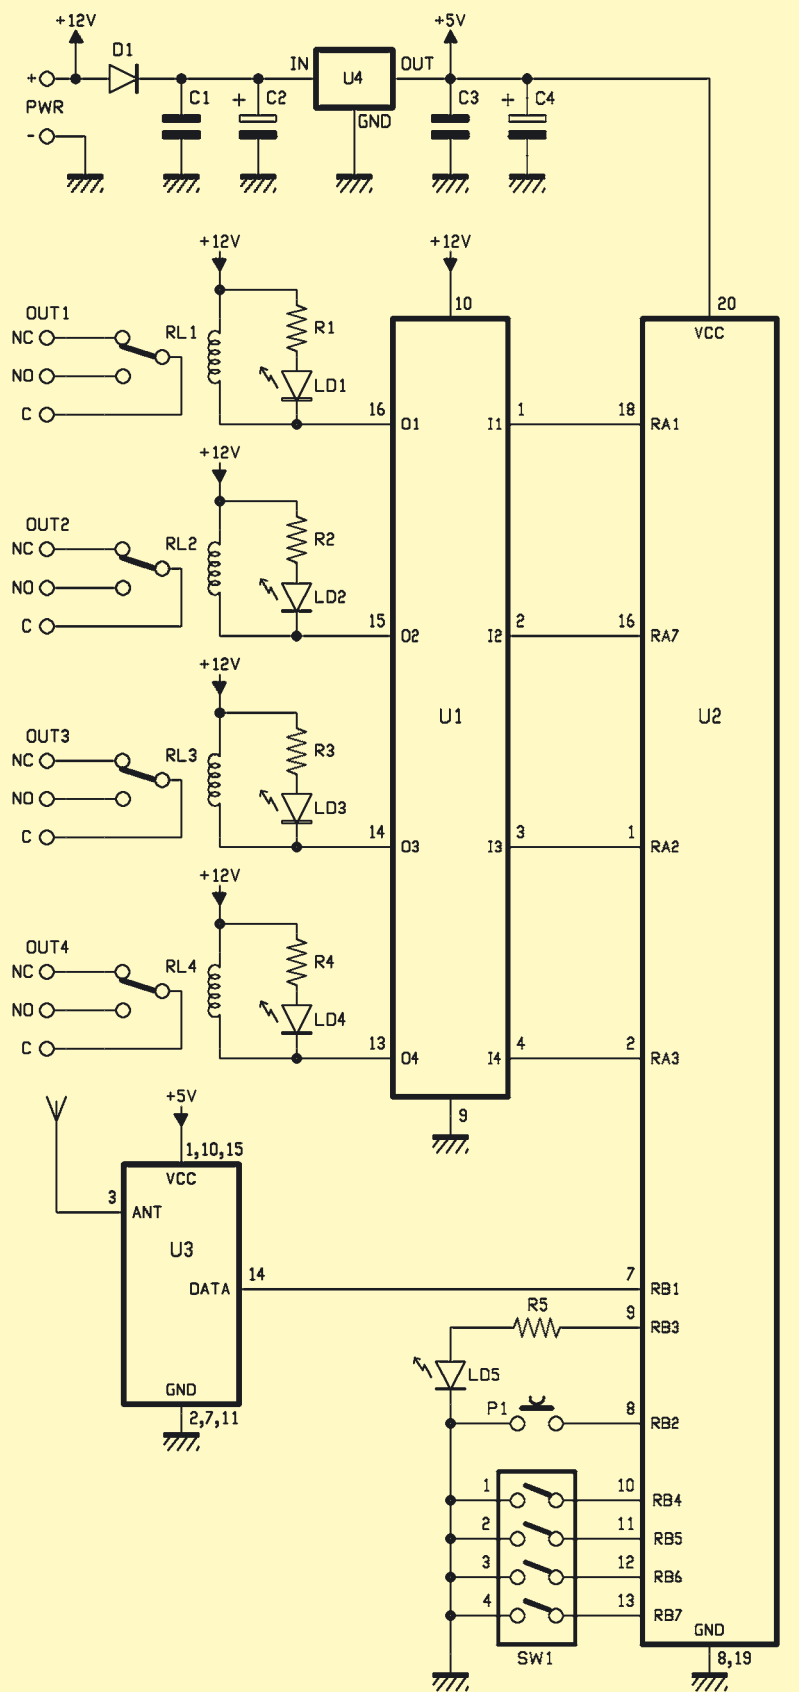 +12V
+5V
D1
IN
U4
OUT
+
C1
+
C2
C3
+
C4
PWR
GND
-
+12V
+12V
10
20
VCC
OUT1
NC
RL1
R1
NO
LD1
C
16
O1
I1
1
18
RA1
+12V
OUT2
NC
RL2
R2
NO
LD2
C
15
O2
I2
2
16
RA7
+12V
U1
U2
OUT3
NC
RL3
R3
NO
LD3
C
14
O3
I3
3
1
RA2
+12V
OUT4
NC
RL4
R4
NO
LD4
C
13
O4
I4
4
2
RA3
9
+5V
1,10,15
VCC
3
ANT
U3
DATA
14
7
RB1
R5
9
RB3
LD5
GND
2,7,11
P1
8
RB2
1
10
RB4
2
11
RB5
3
12
RB6
4
13
RB7
GND
SW1
8,19